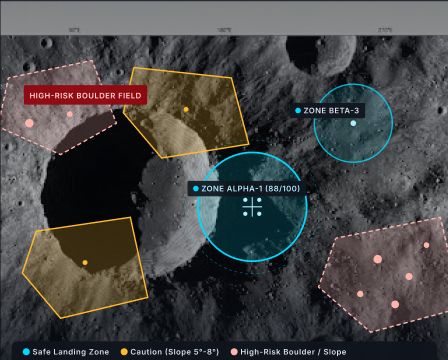 180°E
HIGH-RISK BOULDER FIELD
ZONE BETA-3
ZONE ALPHA-1 (88/100)
Safe Landing Zone
Caution (Slope 5°-8°)
High-Risk Boulder / Slope